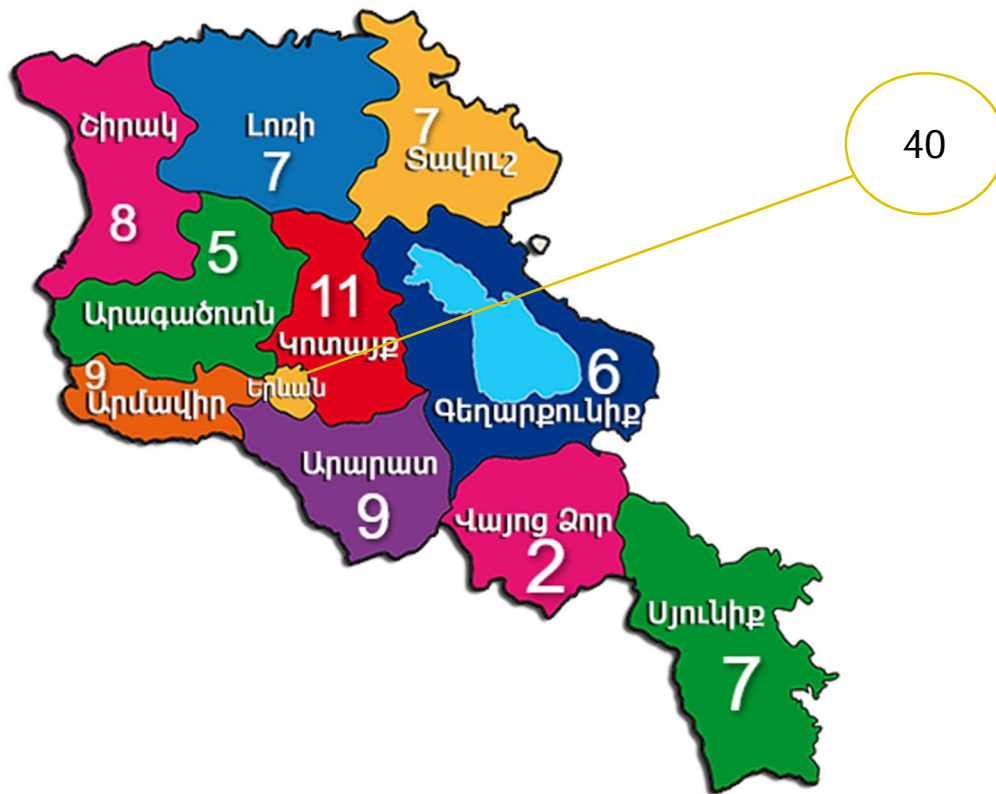 7
Շիրակ
Լոռի
7
Տավուշ
40
8
5
11
Արագածոտն
Կոտայք
9
Արմավիր
Երևան
6
Գեղարքունիք
Արարատ
9
Վայոց Ձոր
2
Սյունիք
7